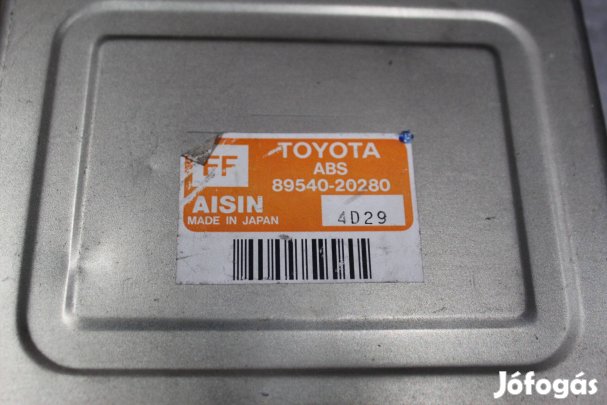 FF
TOYOTA
ABS
89540-20280
AISIN
MADE IN JAPAN
4D29
Jófogás